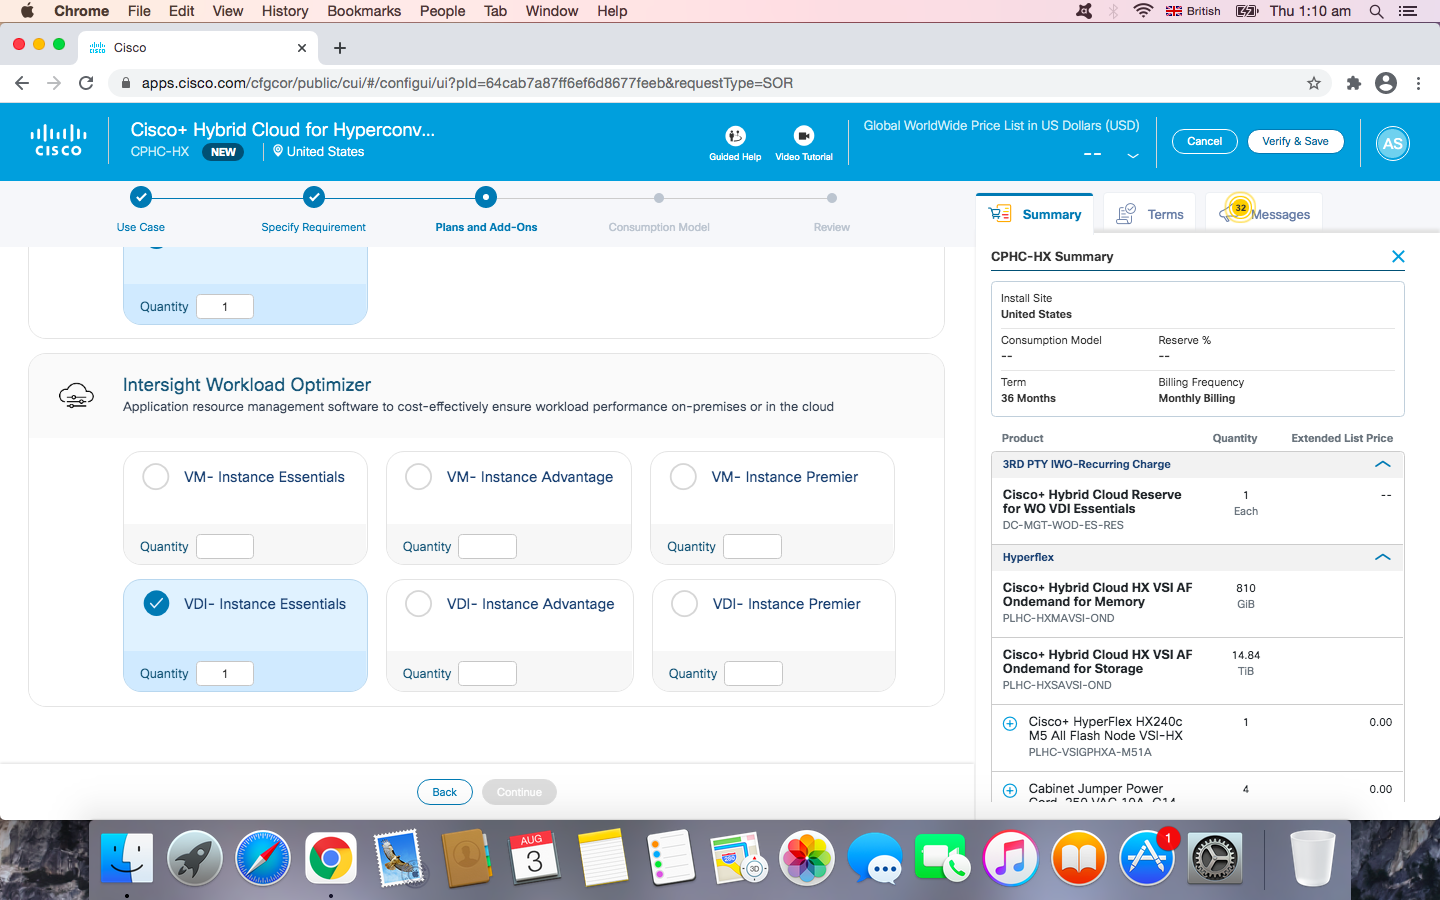 Chrome File Edit View History Bookmarks People Tab Window Help British Thu 1:10 am
Cisco
apps.cisco.com/cfgcor/public/cui/#/configui/ui?pId=64cab7a87ff6ef6d8677feeb&requestType=SOR
CISCO
Cisco+ Hybrid Cloud for Hyperconv...
CPHC-HX NEW United States
Guided Help
Video Tutorial
Global WorldWide Price List in US Dollars (USD)
--
Cancel
Verify & Save
AS
Use Case
Specify Requirement
Plans and Add-Ons
Consumption Model
Review
Quantity 1
Intersight Workload Optimizer
Application resource management software to cost-effectively ensure workload performance on-premises or in the cloud
VM- Instance Essentials
Quantity
VM- Instance Advantage
Quantity
VM- Instance Premier
Quantity
VDI- Instance Essentials
Quantity 1
VDI- Instance Advantage
Quantity
VDI- Instance Premier
Quantity
Back
Continue
Summary
Terms
32
Messages
CPHC-HX Summary
Install Site
United States
Consumption Model Reserve %
-- --
Term Billing Frequency
36 Months Monthly Billing
Product Quantity Extended List Price
3RD PTY IWO-Recurring Charge
Cisco+ Hybrid Cloud Reserve 1 --
for WO VDI Essentials Each
DC-MGT-WOD-ES-RES
Hyperflex
Cisco+ Hybrid Cloud HX VSI AF 810
Ondemand for Memory GiB
PLHC-HXMAVSI-OND
Cisco+ Hybrid Cloud HX VSI AF 14.84
Ondemand for Storage TiB
PLHC-HXSAVSI-OND
Cisco+ HyperFlex HX240c 1 0.00
M5 All Flash Node VSI-HX
PLHC-VSIGPHXA-M51A
Cabinet Jumper Power 4 0.00
Cord, 250 VAC 10A, C14
AUG
3
280
3D
1